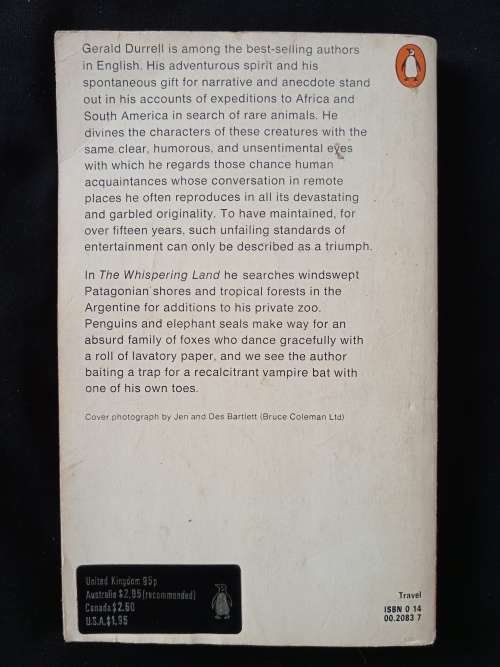 Gerald Durrell is among the best-selling authors
in English. His adventurous spirit and his
spontaneous gift for narrative and anecdote stand
out in his accounts of expeditions to Africa and
South America in search of rare animals. He
divines the characters of these creatures with the
same clear, humorous, and unsentimental eyes
with which he regards those chance human
acquaintances whose conversation in remote
places he often reproduces in all its devastating
and garbled originality. To have maintained, for
over fifteen years, such unfailing standards of
entertainment can only be described as a triumph.
In The Whispering Land he searches windswept
Patagonian shores and tropical forests in the
Argentine for additions to his private zoo.
Penguins and elephant seals make way for an
absurd family of foxes who dance gracefully with
a roll of lavatory paper, and we see the author
baiting a trap for a recalcitrant vampire bat with
one of his own toes.
Cover photograph by Jen and Des Bartlett (Bruce Coleman Ltd)
United Kingdom 95p
Australia $2.95 (recommended)
Canada $2.50
U.S.A. $1.95
Travel
ISBN 0 14
00.2083 7